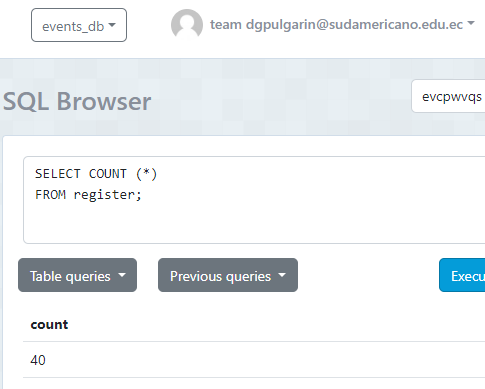 events_db
team dgpulgarin@sudamericano.edu.ec
SQL Browser
evcpwvqs
SELECT COUNT (*)
FROM register;
Table queries
Previous queries
Execu
count
40